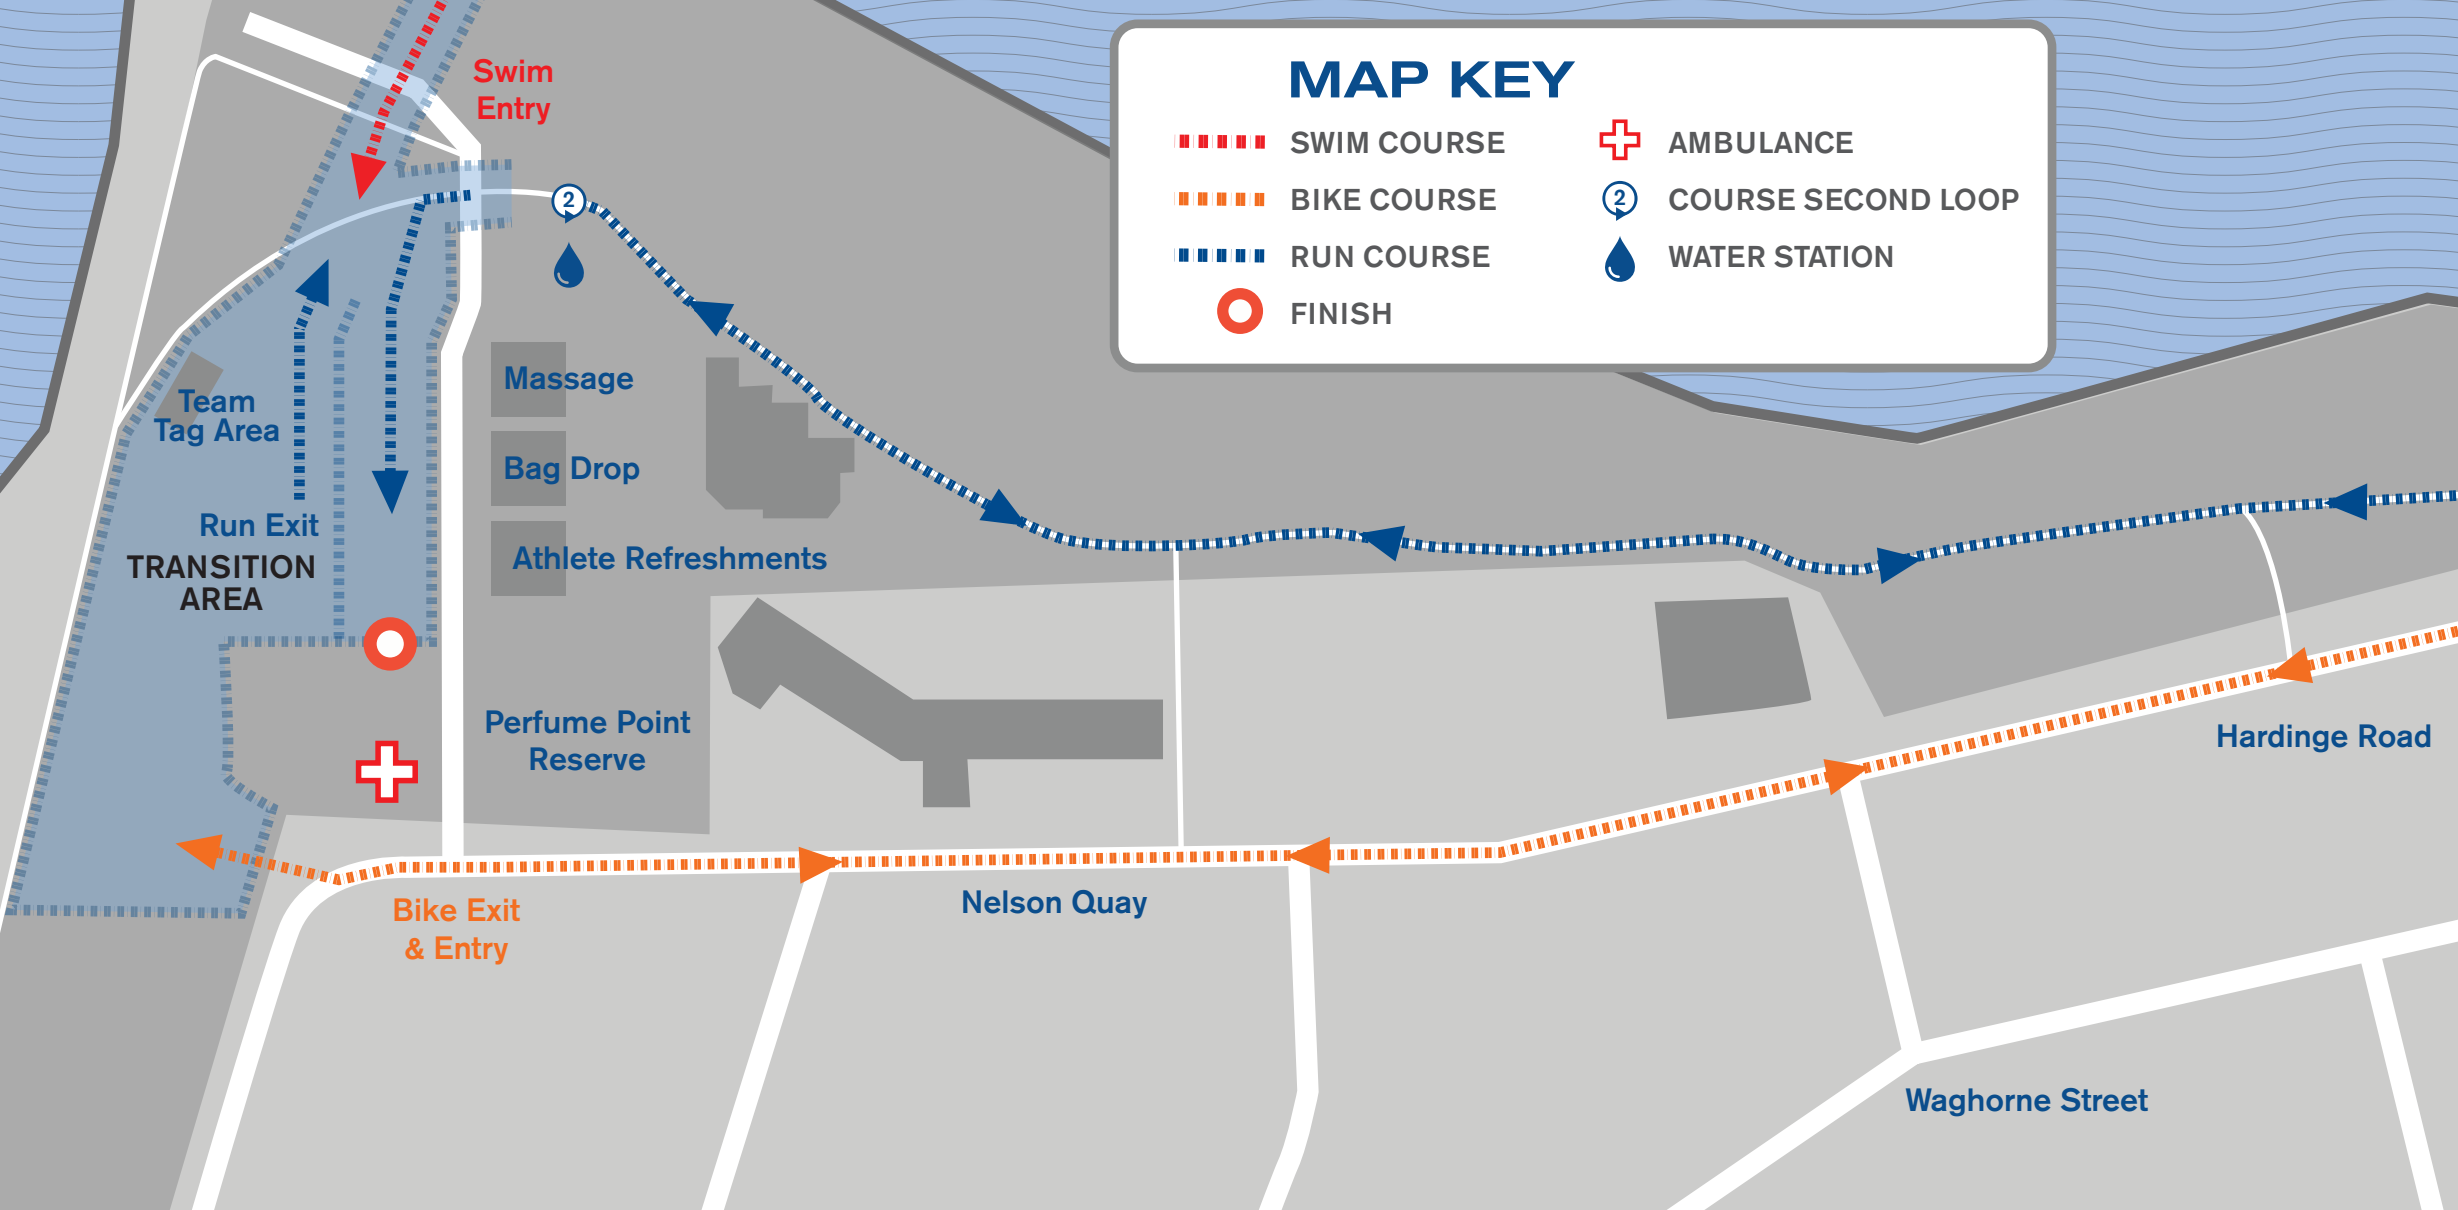 Swim
Entry
MAP KEY
SWIM COURSE
BIKE COURSE
RUN COURSE
FINISH
AMBULANCE
2
COURSE SECOND LOOP
WATER STATION
2
Massage
Team
Tag Area
Bag Drop
Run Exit
TRANSITION
AREA
Athlete Refreshments
Perfume Point
Reserve
Hardinge Road
Bike Exit
& Entry
Nelson Quay
Waghorne Street